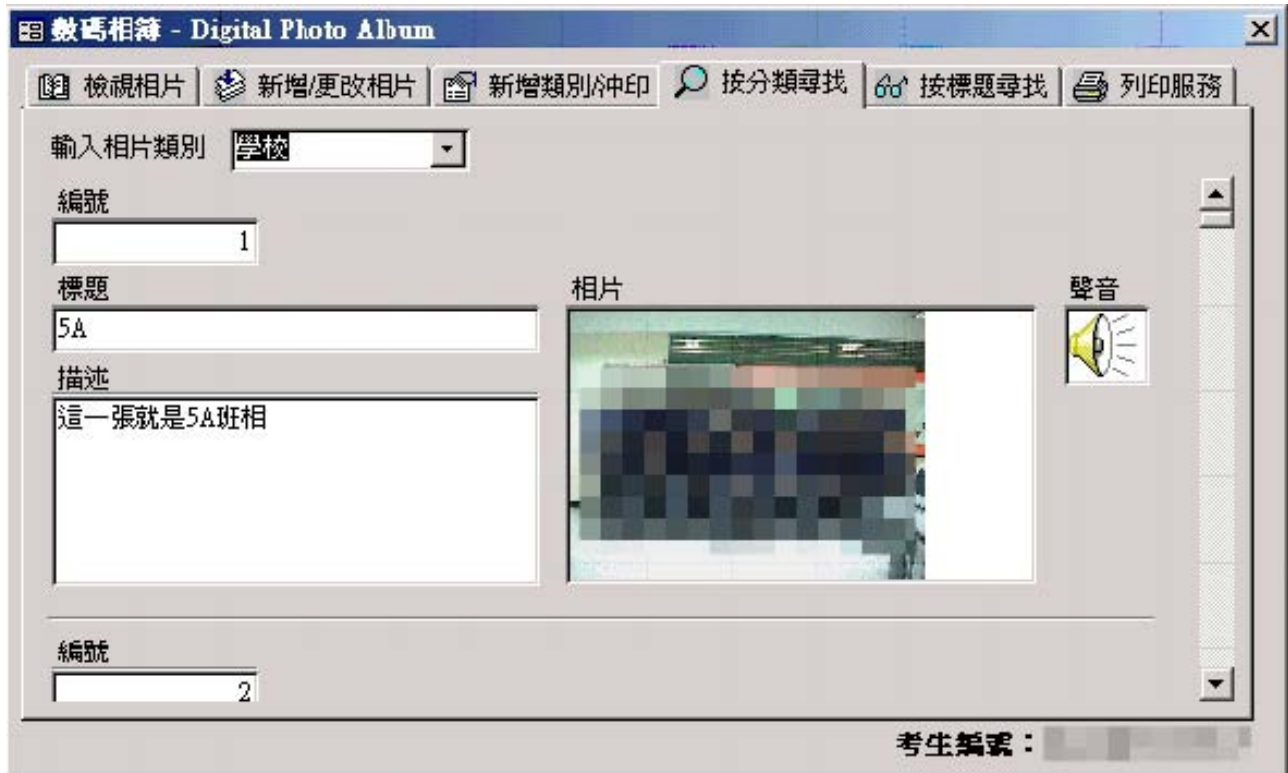 數碼相簿 - Digital Photo Album
檢視相片 新增/更改相片 新增類別/沖印 按分類尋找 按標題尋找 列印服務
輸入相片類別 學校
編號
1
標題 相片 聲音
5A
描述
這一張就是5A班相
編號
2
考生編號：